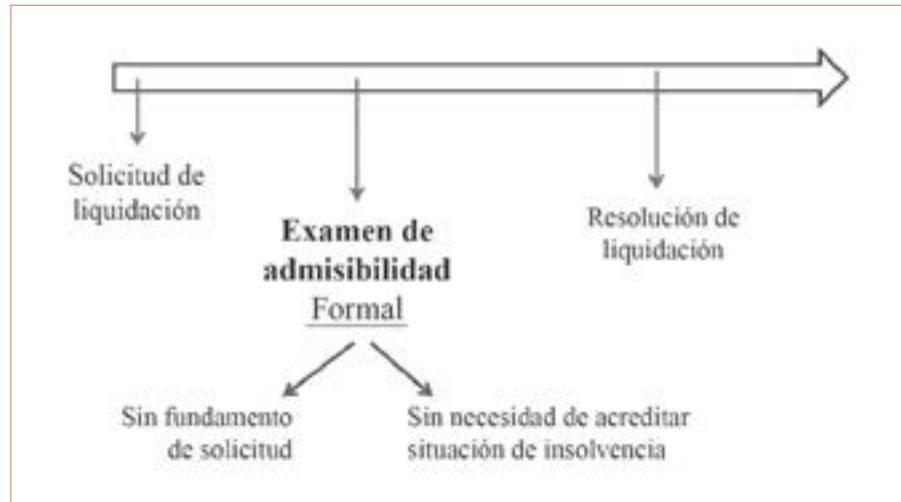 Solicitud de
liquidación
Examen de
admisibilidad
Formal
Resolución de
liquidación
Sin fundamento
de solicitud
Sin necesidad de acreditar
situación de insolvencia